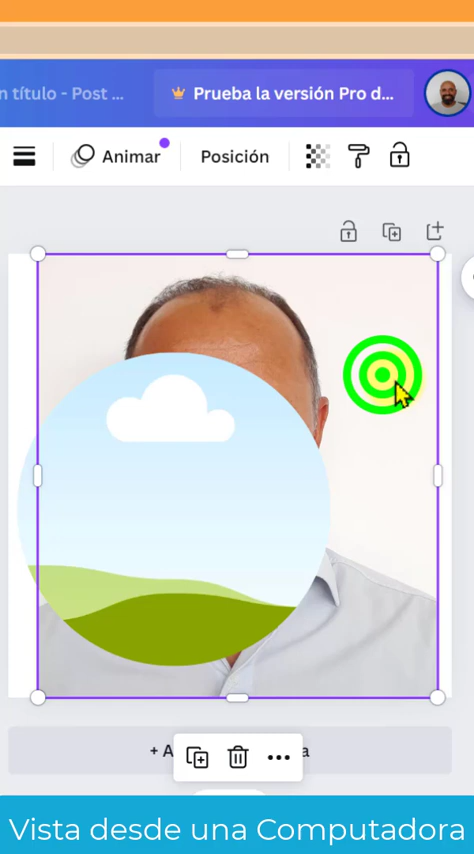 n título - Post ...
Prueba la versión Pro d...
Animar
Posición
+ A
a
Vista desde una Computadora